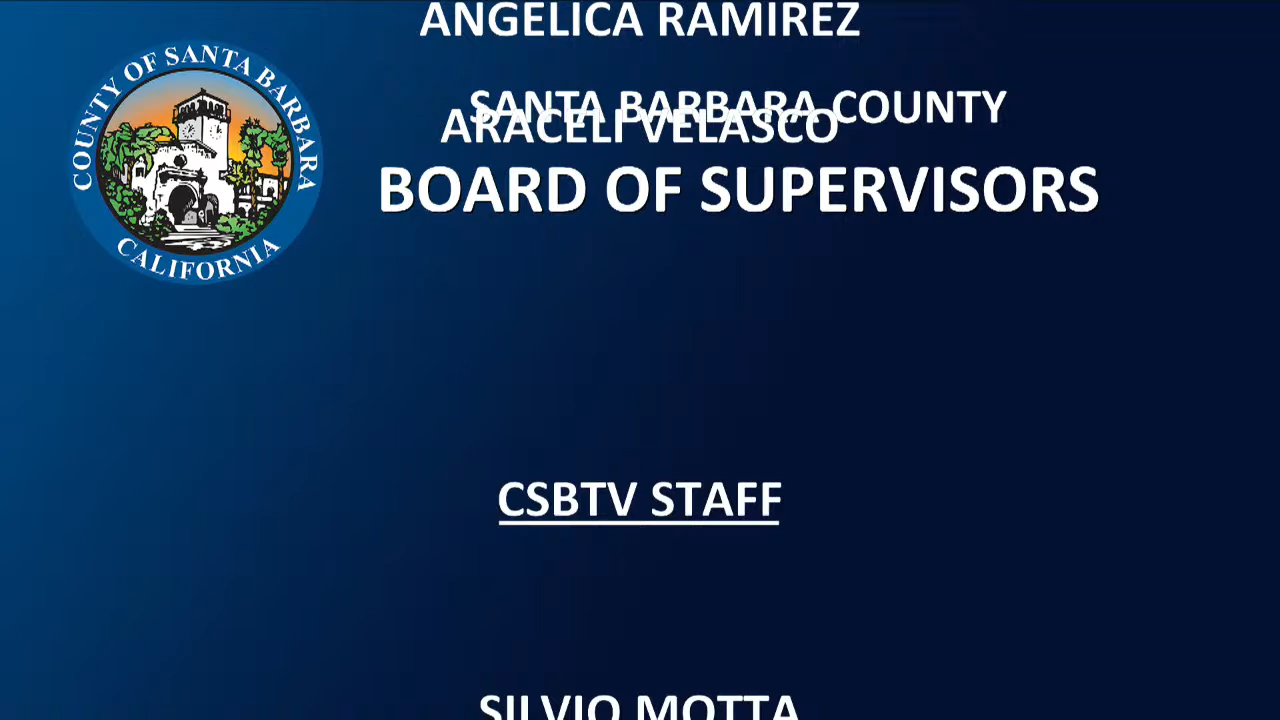 ANGELICA RAMIREZ
COUNTY OF SANTA BARBARA
CALIFORNIA
SANTA BARBARA COUNTY
ARACELI VELASCO
BOARD OF SUPERVISORS
CSBTV STAFF
SILVIO MOTTA